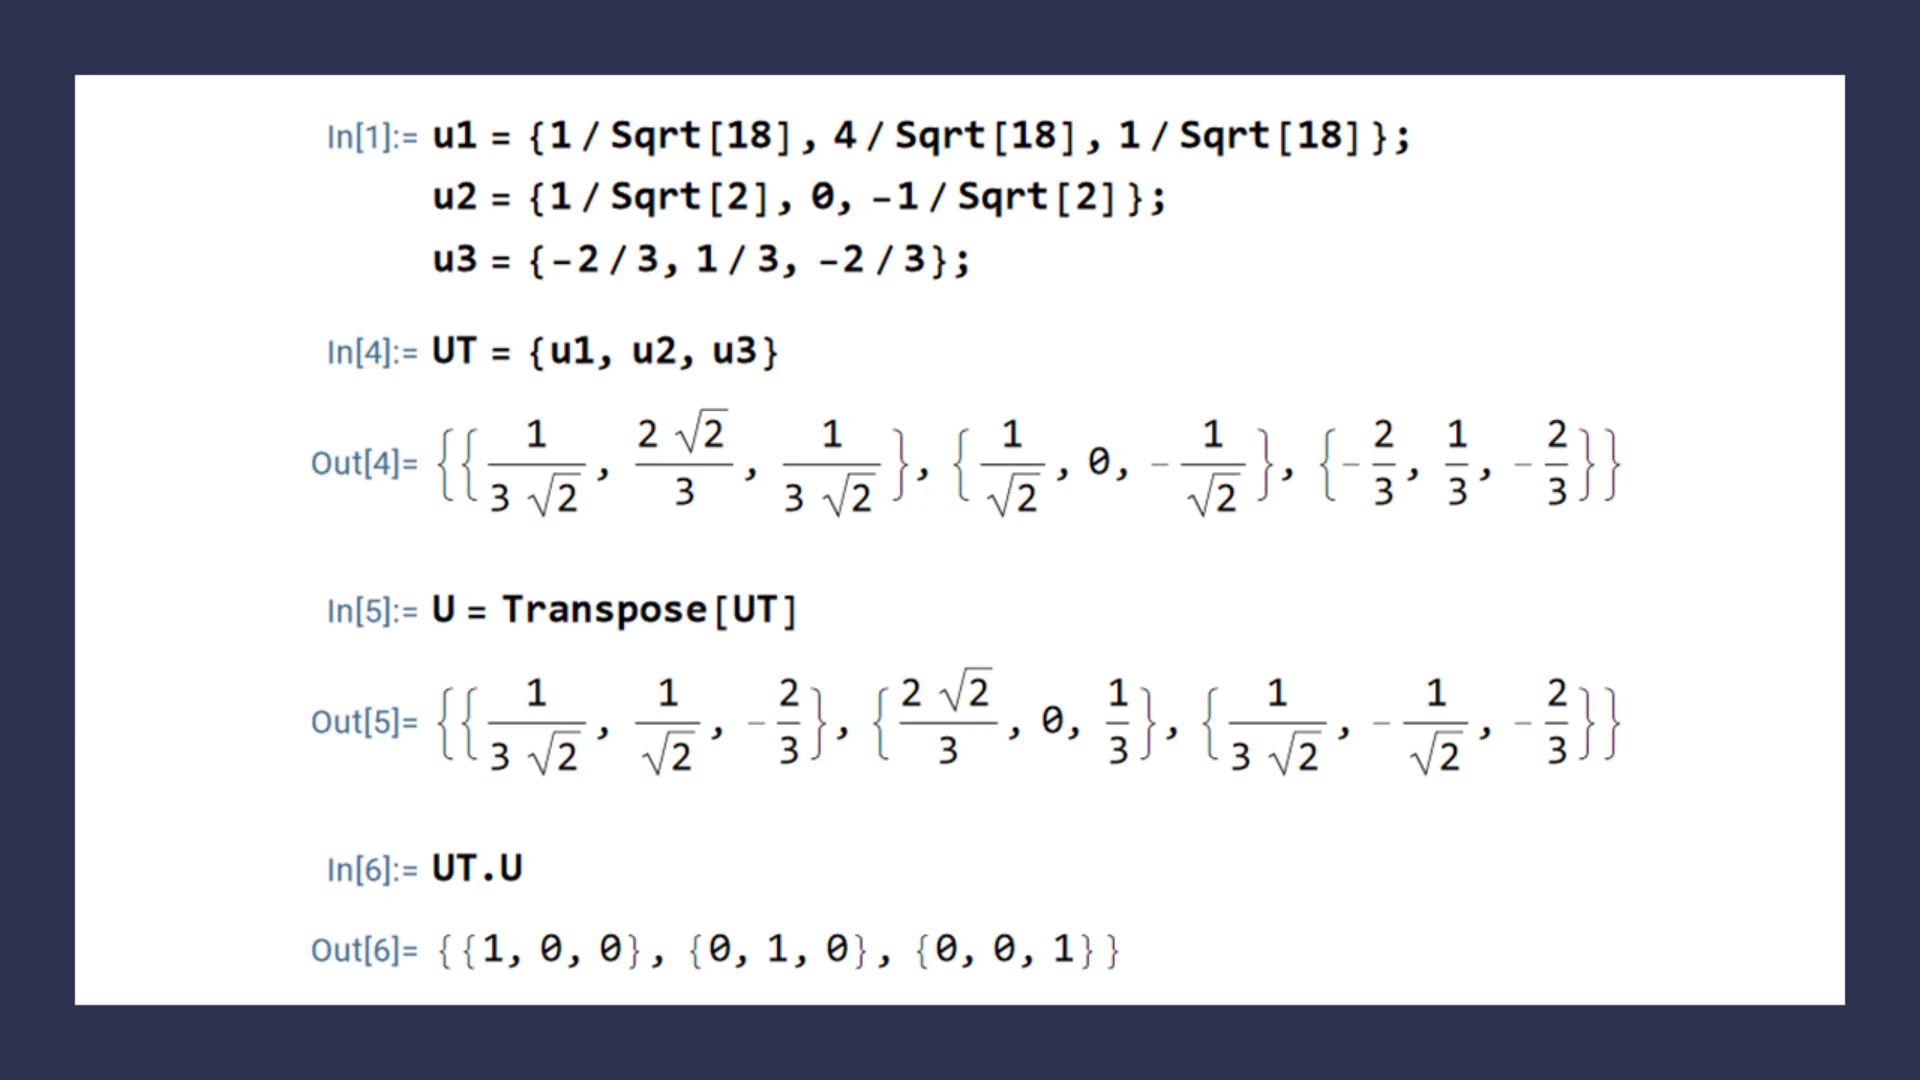 In[1]:= u1 = {1 / Sqrt[18], 4 / Sqrt[18], 1 / Sqrt[18]};
u2 = {1 / Sqrt[2], 0, -1 / Sqrt[2]};
u3 = {-2 / 3, 1 / 3, -2 / 3};
In[4]:= UT = {u1, u2, u3}
Out[4]= {{1/(3 √2), (2 √2)/3, 1/(3 √2)}, {1/√2, 0, -1/√2}, {-2/3, 1/3, -2/3}}
In[5]:= U = Transpose[UT]
Out[5]= {{1/(3 √2), 1/√2, -2/3}, {(2 √2)/3, 0, 1/3}, {1/(3 √2), -1/√2, -2/3}}
In[6]:= UT.U
Out[6]= {{1, 0, 0}, {0, 1, 0}, {0, 0, 1}}